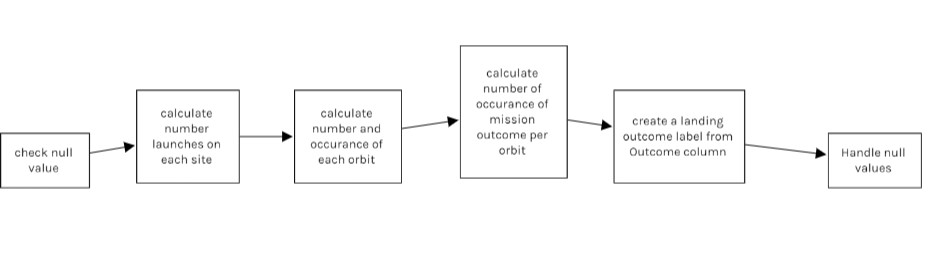 check null
value
calculate
number
launches on
each site
calculate
number and
occurance of
each orbit
calculate
number of
occurance of
mission
outcome per
orbit
create a landing
outcome label from
Outcome column
Handle null
values